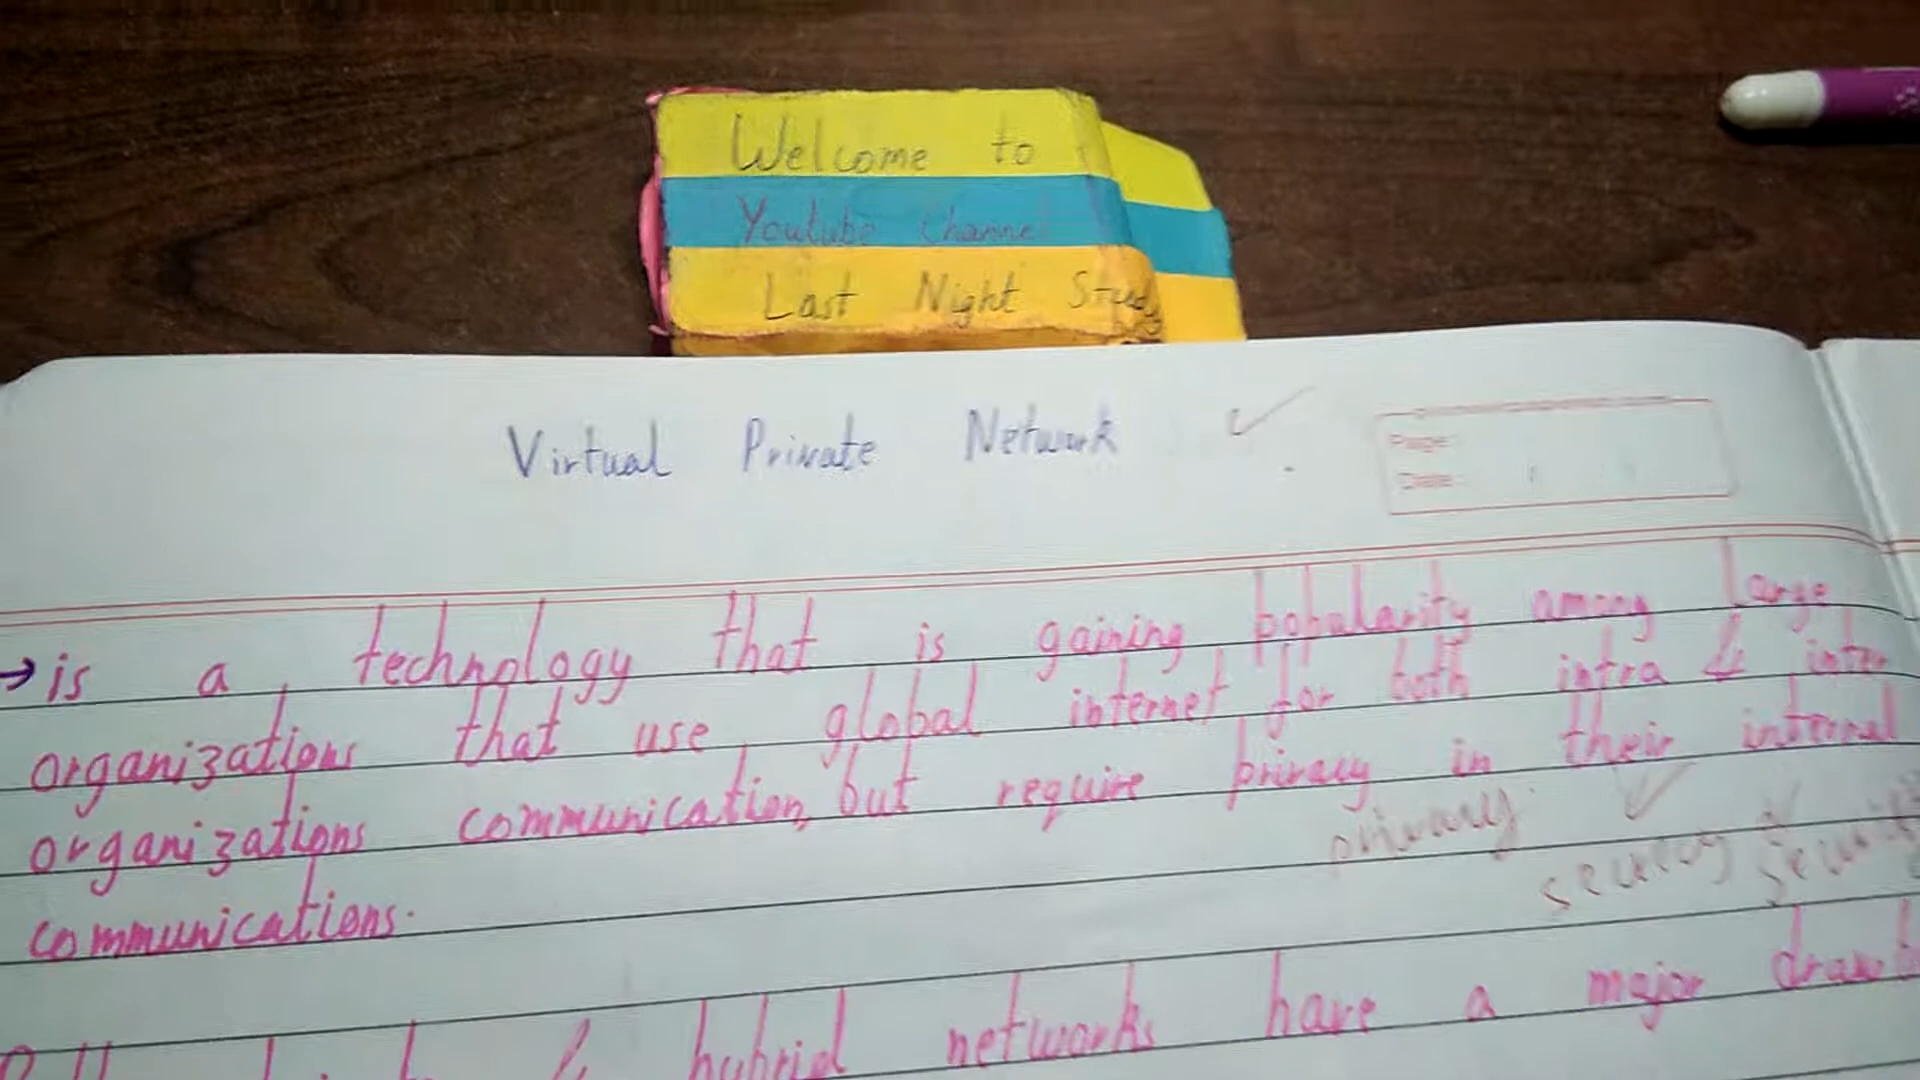 Welcome to
Youtube Channel
Last Night Study
Virtual Private Network
Page:
Date:
→ is a technology that is gaining popularity among large
organizations that use global internet for both intra & inter
organizations communication, but require privacy in their internal
communications.
privacy.
secrecy
hybrid networks have a major